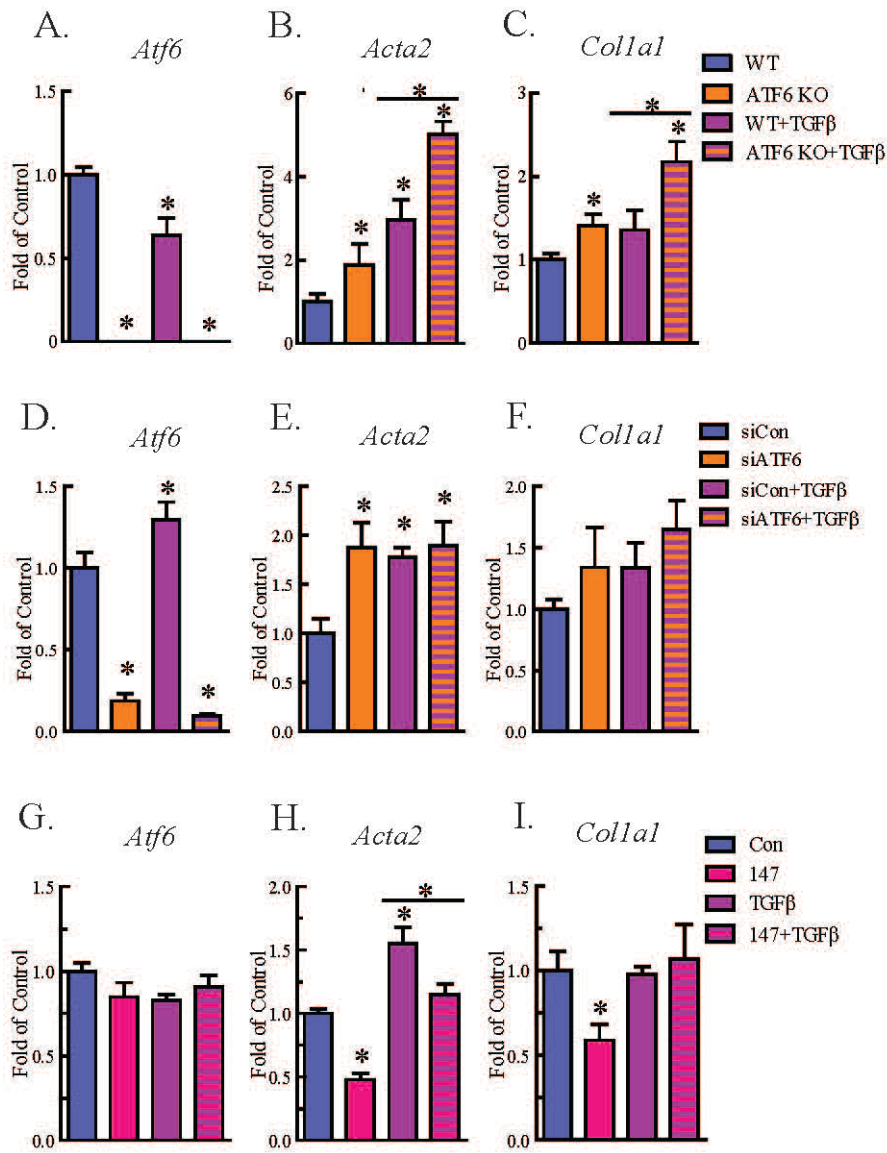 A.
Atf6
B.
Acta2
C.
Col1a1
WT
ATF6 KO
WT+TGFβ
ATF6 KO+TGFβ
Fold of Control
1.5
1.0
0.5
0
*
*
*
Fold of Control
6
4
2
0
*
*
*
*
Fold of Control
3
2
1
0
*
*
*
D.
Atf6
E.
Acta2
F.
Col1a1
siCon
siATF6
siCon+TGFβ
siATF6+TGFβ
Fold of Control
1.5
1.0
0.5
0.0
*
*
*
Fold of Control
2.5
2.0
1.5
1.0
0.5
0.0
*
*
*
Fold of Control
2.0
1.5
1.0
0.5
0.0
G.
Atf6
H.
Acta2
I.
Col1a1
Con
147
TGFβ
147+TGFβ
Fold of Control
1.5
1.0
0.5
0.0
Fold of Control
2.0
1.5
1.0
0.5
0.0
*
*
*
Fold of Control
1.5
1.0
0.5
0.0
*